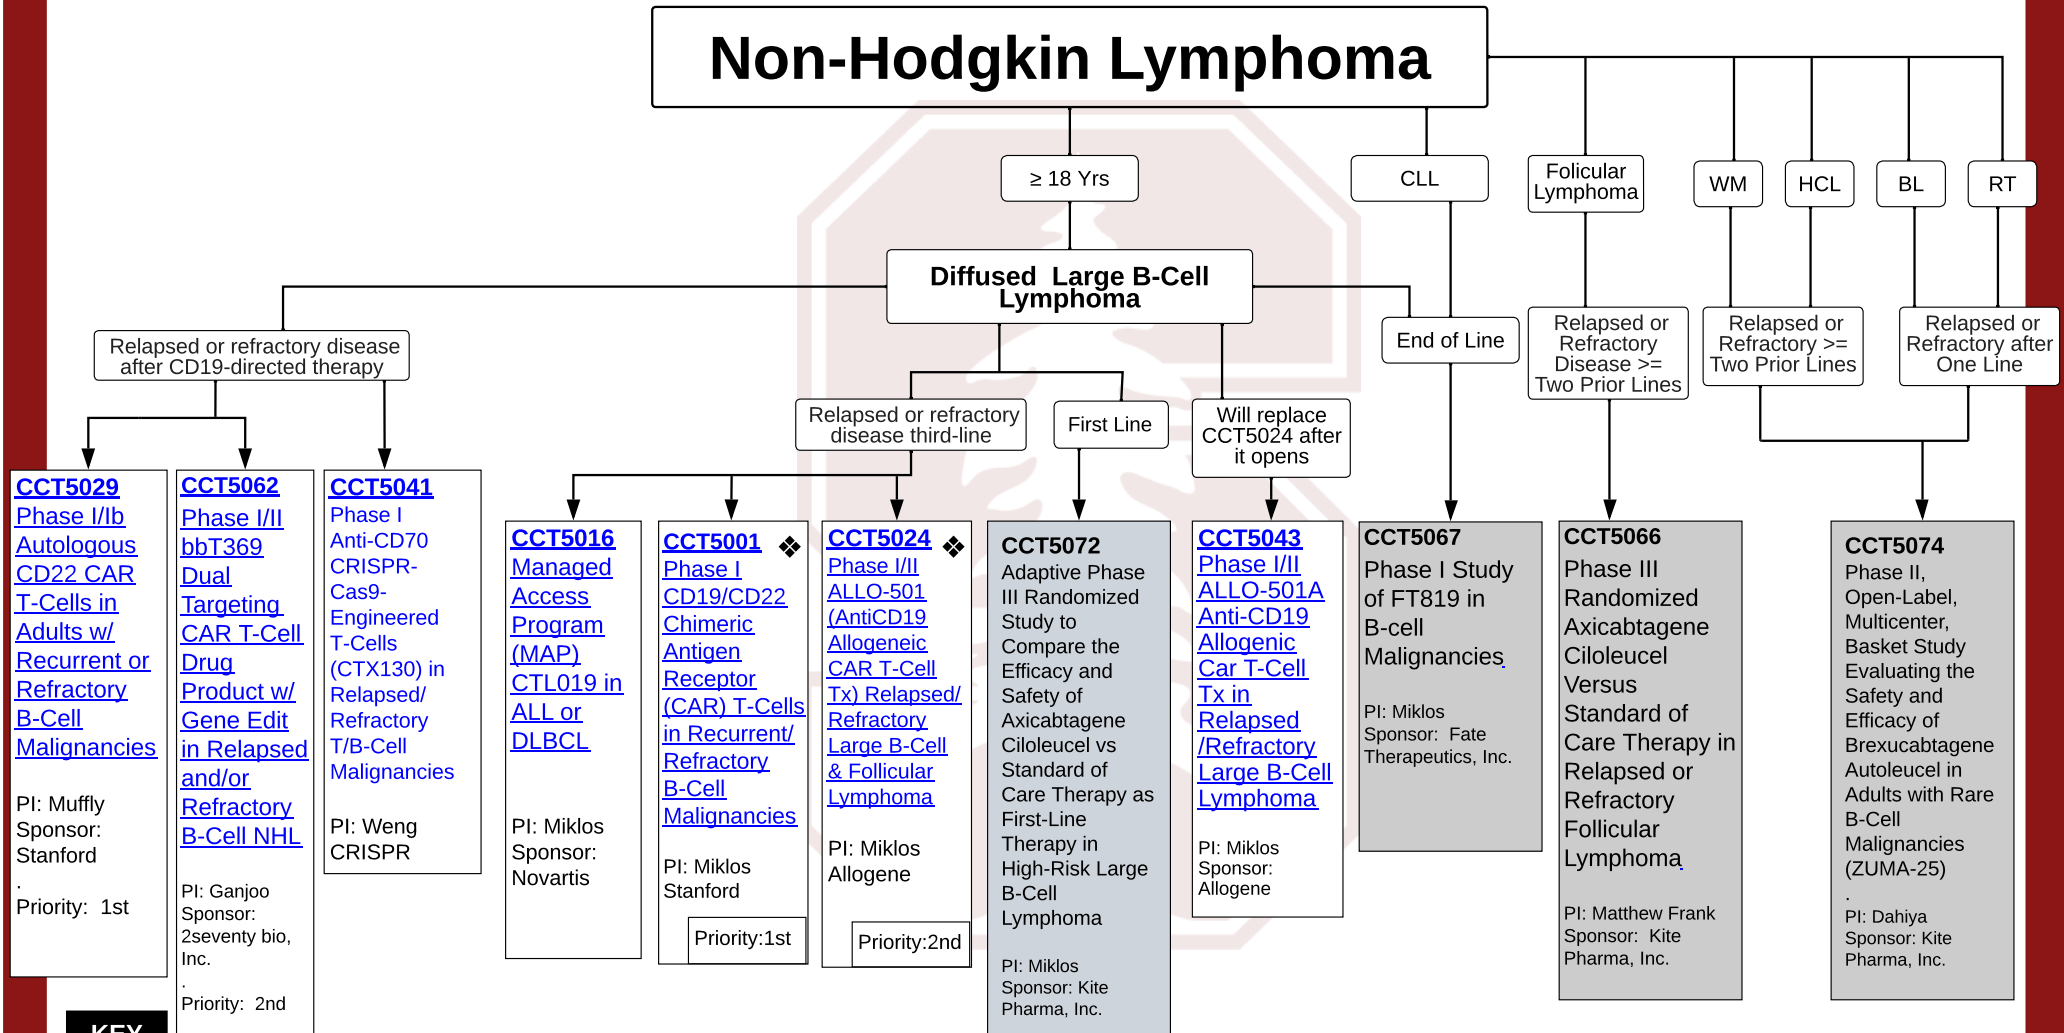 Non-Hodgkin Lymphoma
≥ 18 Yrs
CLL
Folicular
Lymphoma
WM
HCL
BL
RT
Diffused Large B-Cell
Lymphoma
Relapsed or refractory disease
after CD19-directed therapy
Relapsed or refractory
disease third-line
First Line
Will replace
CCT5024 after
it opens
End of Line
Relapsed or
Refractory
Disease >=
Two Prior Lines
Relapsed or
Refractory >=
Two Prior Lines
Relapsed or
Refractory after
One Line
CCT5029
Phase I/Ib
Autologous
CD22 CAR
T-Cells in
Adults w/
Recurrent or
Refractory
B-Cell
Malignancies
PI: Muffly
Sponsor:
Stanford
.
Priority: 1st
CCT5062
Phase I/II
bbT369
Dual
Targeting
CAR T-Cell
Drug
Product w/
Gene Edit
in Relapsed
and/or
Refractory
B-Cell NHL
PI: Ganjoo
Sponsor:
2seventy bio,
Inc.
.
Priority: 2nd
CCT5041
Phase I
Anti-CD70
CRISPR-
Cas9-
Engineered
T-Cells
(CTX130) in
Relapsed/
Refractory
T/B-Cell
Malignancies
PI: Weng
CRISPR
CCT5016
Managed
Access
Program
(MAP)
CTL019 in
ALL or
DLBCL
PI: Miklos
Sponsor:
Novartis
CCT5001 ❖
Phase I
CD19/CD22
Chimeric
Antigen
Receptor
(CAR) T-Cells
in Recurrent/
Refractory
B-Cell
Malignancies
PI: Miklos
Stanford
Priority:1st
CCT5024 ❖
Phase I/II
ALLO-501
(AntiCD19
Allogeneic
CAR T-Cell
Tx) Relapsed/
Refractory
Large B-Cell
& Follicular
Lymphoma
PI: Miklos
Allogene
Priority:2nd
CCT5072
Adaptive Phase
III Randomized
Study to
Compare the
Efficacy and
Safety of
Axicabtagene
Ciloleucel vs
Standard of
Care Therapy as
First-Line
Therapy in
High-Risk Large
B-Cell
Lymphoma
PI: Miklos
Sponsor: Kite
Pharma, Inc.
CCT5043
Phase I/II
ALLO-501A
Anti-CD19
Allogenic
Car T-Cell
Tx in
Relapsed
/Refractory
Large B-Cell
Lymphoma
PI: Miklos
Sponsor:
Allogene
CCT5067
Phase I Study
of FT819 in
B-cell
Malignancies
PI: Miklos
Sponsor: Fate
Therapeutics, Inc.
CCT5066
Phase III
Randomized
Axicabtagene
Ciloleucel
Versus
Standard of
Care Therapy in
Relapsed or
Refractory
Follicular
Lymphoma
PI: Matthew Frank
Sponsor: Kite
Pharma, Inc.
CCT5074
Phase II,
Open-Label,
Multicenter,
Basket Study
Evaluating the
Safety and
Efficacy of
Brexucabtagene
Autoleucel in
Adults with Rare
B-Cell
Malignancies
(ZUMA-25)
.
PI: Dahiya
Sponsor: Kite
Pharma, Inc.
KEY